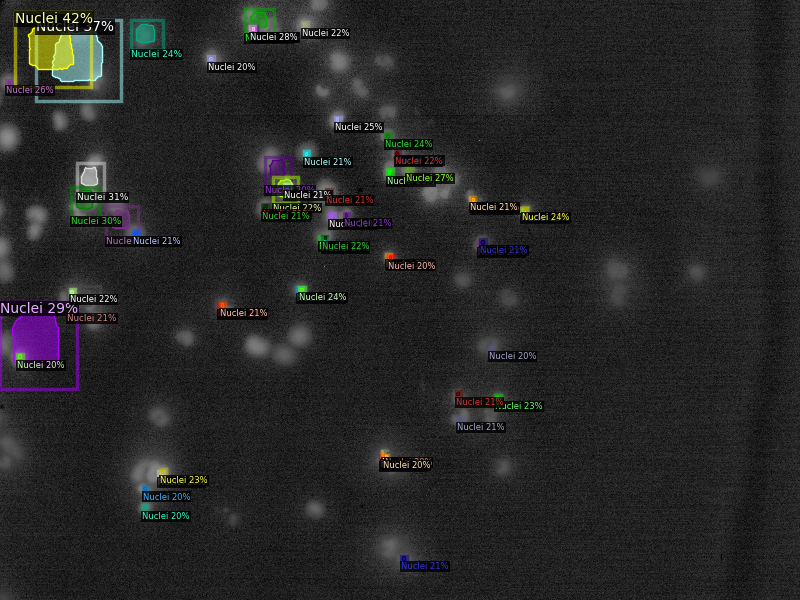 Nuclei 42%
Nuclei 37%
Nuclei 28%
Nuclei 22%
Nuclei 24%
Nuclei 20%
Nuclei 26%
Nuclei 25%
Nuclei 24%
Nuclei 21%
Nuclei 22%
Nuclei 27%
Nuclei 21%
Nuclei 31%
Nuclei 21%
Nuclei 22%
Nuclei 21%
Nuclei 21%
Nuclei 24%
Nuclei 30%
Nuclei 21%
Nuclei 21%
Nuclei 22%
Nuclei 21%
Nuclei 20%
Nuclei 22%
Nuclei 24%
Nuclei 29%
Nuclei 21%
Nuclei 21%
Nuclei 20%
Nuclei 20%
Nuclei 21%
Nuclei 23%
Nuclei 21%
Nuclei 20%
Nuclei 23%
Nuclei 20%
Nuclei 20%
Nuclei 21%